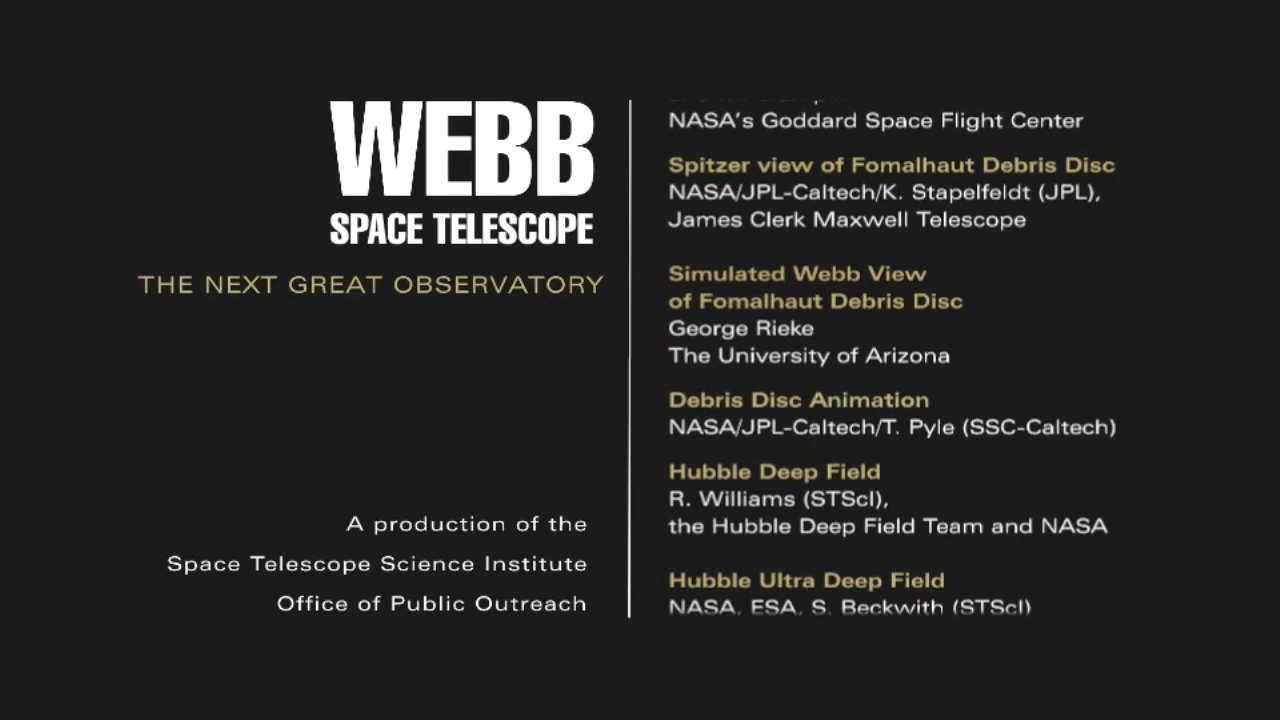 WEBB
SPACE TELESCOPE
THE NEXT GREAT OBSERVATORY
A production of the
Space Telescope Science Institute
Office of Public Outreach
NASA's Goddard Space Flight Center
Spitzer view of Fomalhaut Debris Disc
NASA/JPL-Caltech/K. Stapelfeldt (JPL),
James Clerk Maxwell Telescope
Simulated Webb View
of Fomalhaut Debris Disc
George Rieke
The University of Arizona
Debris Disc Animation
NASA/JPL-Caltech/T. Pyle (SSC-Caltech)
Hubble Deep Field
R. Williams (STScI),
the Hubble Deep Field Team and NASA
Hubble Ultra Deep Field
NASA, ESA, S. Beckwith (STScI)